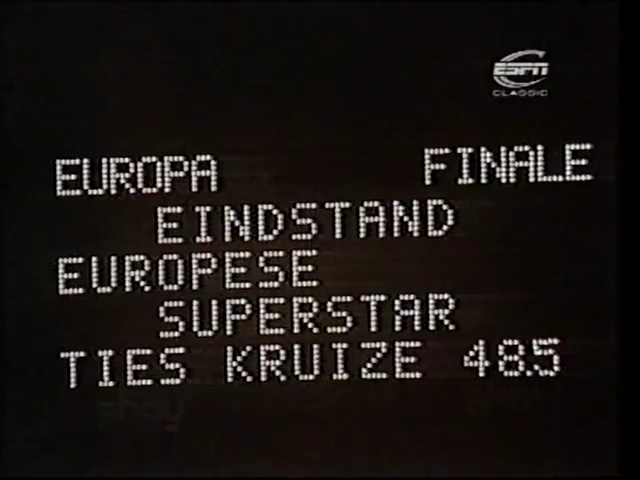 ESPN
CLASSIC
EUROPA FINALE
EINDSTAND
EUROPESE
SUPERSTAR
TIES KRUIZE 48.5